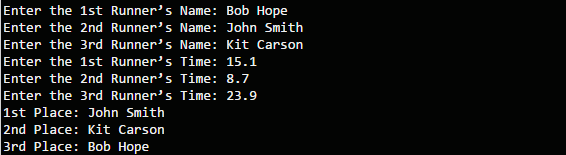 Enter the 1st Runner’s Name: Bob Hope
Enter the 2nd Runner’s Name: John Smith
Enter the 3rd Runner’s Name: Kit Carson
Enter the 1st Runner’s Time: 15.1
Enter the 2nd Runner’s Time: 8.7
Enter the 3rd Runner’s Time: 23.9
1st Place: John Smith
2nd Place: Kit Carson
3rd Place: Bob Hope